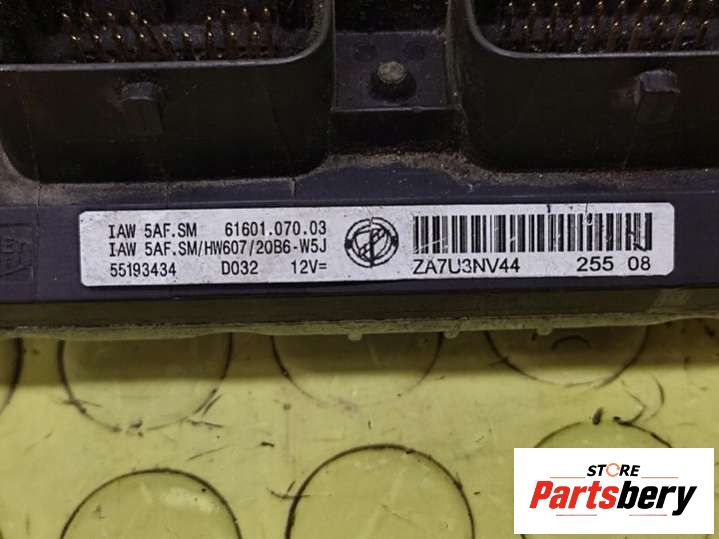 IAW 5AF.SM 61601.070.03
IAW 5AF.SM/HW607/20B6-W5J
55193434 D032 12V=
ZA7U3NV44 255 08
STORE
Partsbery